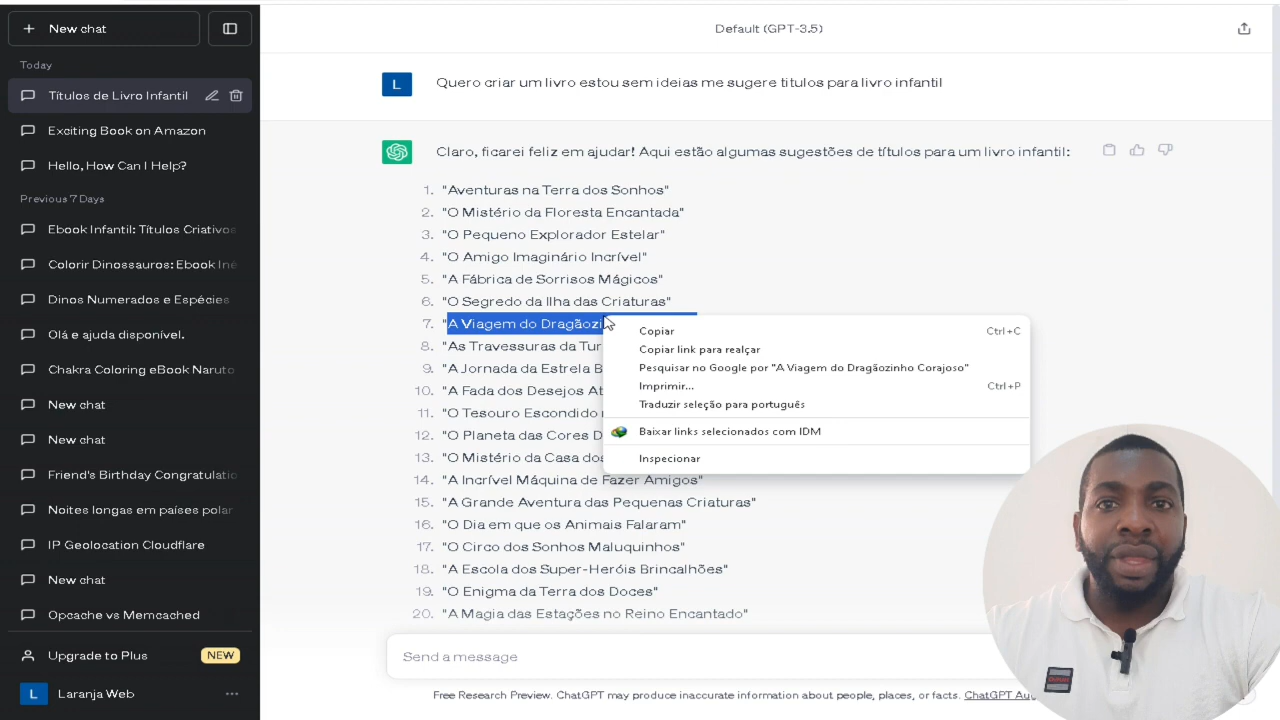 New chat
Today
Títulos de Livro Infantil
Exciting Book on Amazon
Hello, How Can I Help?
Previous 7 Days
Ebook Infantil: Títulos Criativos
Colorir Dinossauros: Ebook Iné
Dinos Numerados e Espécies
Olá e ajuda disponível.
Chakra Coloring eBook Naruto
New chat
New chat
Friend's Birthday Congratulatio
Noites longas em países polar
IP Geolocation Cloudflare
New chat
Opcache vs Memcached
Upgrade to Plus NEW
L Laranja Web
Default (GPT-3.5)
L Quero criar um livro estou sem ideias me sugere titulos para livro infantil
Claro, ficarei feliz em ajudar! Aqui estão algumas sugestões de títulos para um livro infantil:
1. "Aventuras na Terra dos Sonhos"
2. "O Mistério da Floresta Encantada"
3. "O Pequeno Explorador Estelar"
4. "O Amigo Imaginário Incrível"
5. "A Fábrica de Sorrisos Mágicos"
6. "O Segredo da Ilha das Criaturas"
7. "A Viagem do Dragãozi
8. "As Travessuras da Tur
9. "A Jornada da Estrela B
10. "A Fada dos Desejos At
11. "O Tesouro Escondido
12. "O Planeta das Cores D
13. "O Mistério da Casa dos
14. "A Incrível Máquina de Fazer Amigos"
15. "A Grande Aventura das Pequenas Criaturas"
16. "O Dia em que os Animais Falaram"
17. "O Circo dos Sonhos Maluquinhos"
18. "A Escola dos Super-Heróis Brincalhões"
19. "O Enigma da Terra dos Doces"
20. "A Magia das Estações no Reino Encantado"
Copiar Ctrl+C
Copiar link para realçar
Pesquisar no Google por "A Viagem do Dragãozinho Corajoso"
Imprimir... Ctrl+P
Traduzir seleção para português
Baixar links selecionados com IDM
Inspecionar
Send a message
Free Research Preview. ChatGPT may produce inaccurate information about people, places, or facts. ChatGPT Aug